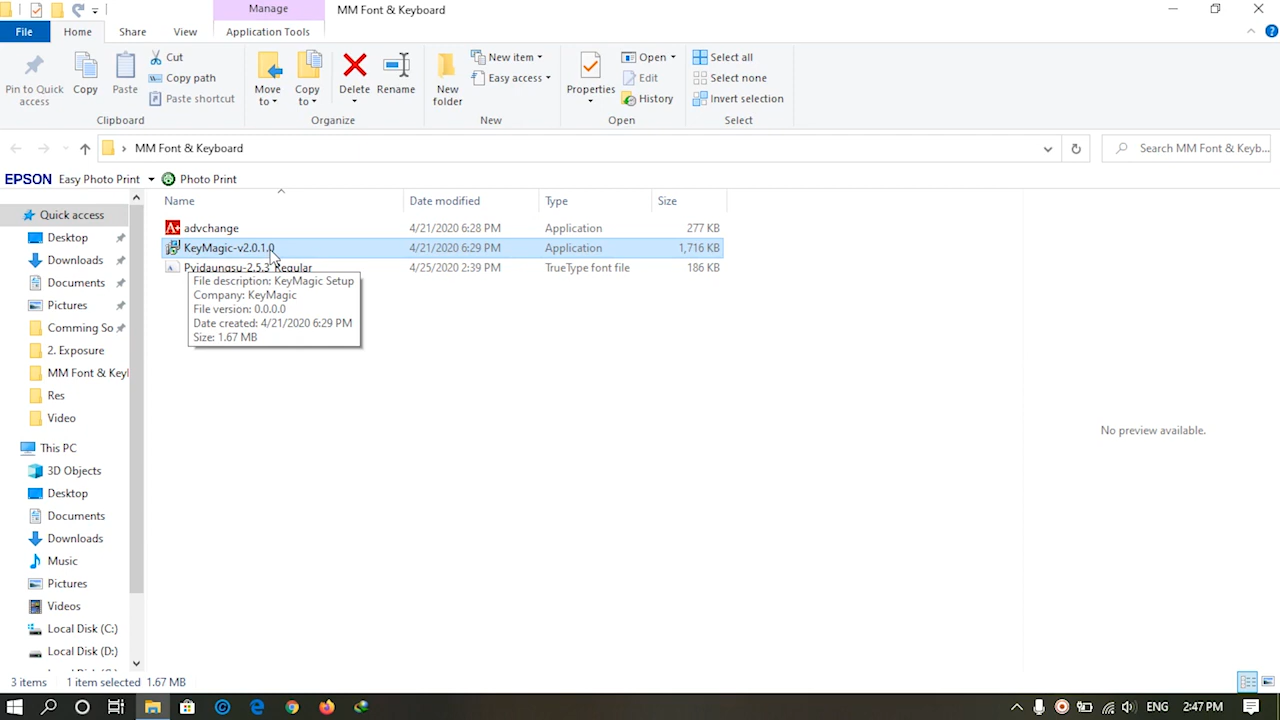 Manage
MM Font & Keyboard
File
Home
Share
View
Application Tools
Pin to Quick access
Copy
Paste
Cut
Copy path
Paste shortcut
Clipboard
Move to
Copy to
Delete
Rename
Organize
New folder
New item
Easy access
New
Properties
Open
Edit
History
Open
Select all
Select none
Invert selection
Select
MM Font & Keyboard
Search MM Font & Keyb...
EPSON Easy Photo Print
Photo Print
Name
Date modified
Type
Size
advchange 4/21/2020 6:28 PM Application 277 KB
KeyMagic-v2.0.1.0 4/21/2020 6:29 PM Application 1,716 KB
Pyidaungsu-2.5.3_Regular 4/25/2020 2:39 PM TrueType font file 186 KB
File description: KeyMagic Setup
Company: KeyMagic
File version: 0.0.0.0
Date created: 4/21/2020 6:29 PM
Size: 1.67 MB
Quick access
Desktop
Downloads
Documents
Pictures
Comming So
2. Exposure
MM Font & Keyl
Res
Video
This PC
3D Objects
Desktop
Documents
Downloads
Music
Pictures
Videos
Local Disk (C:)
Local Disk (D:)
No preview available.
3 items 1 item selected 1.67 MB
ENG 2:47 PM